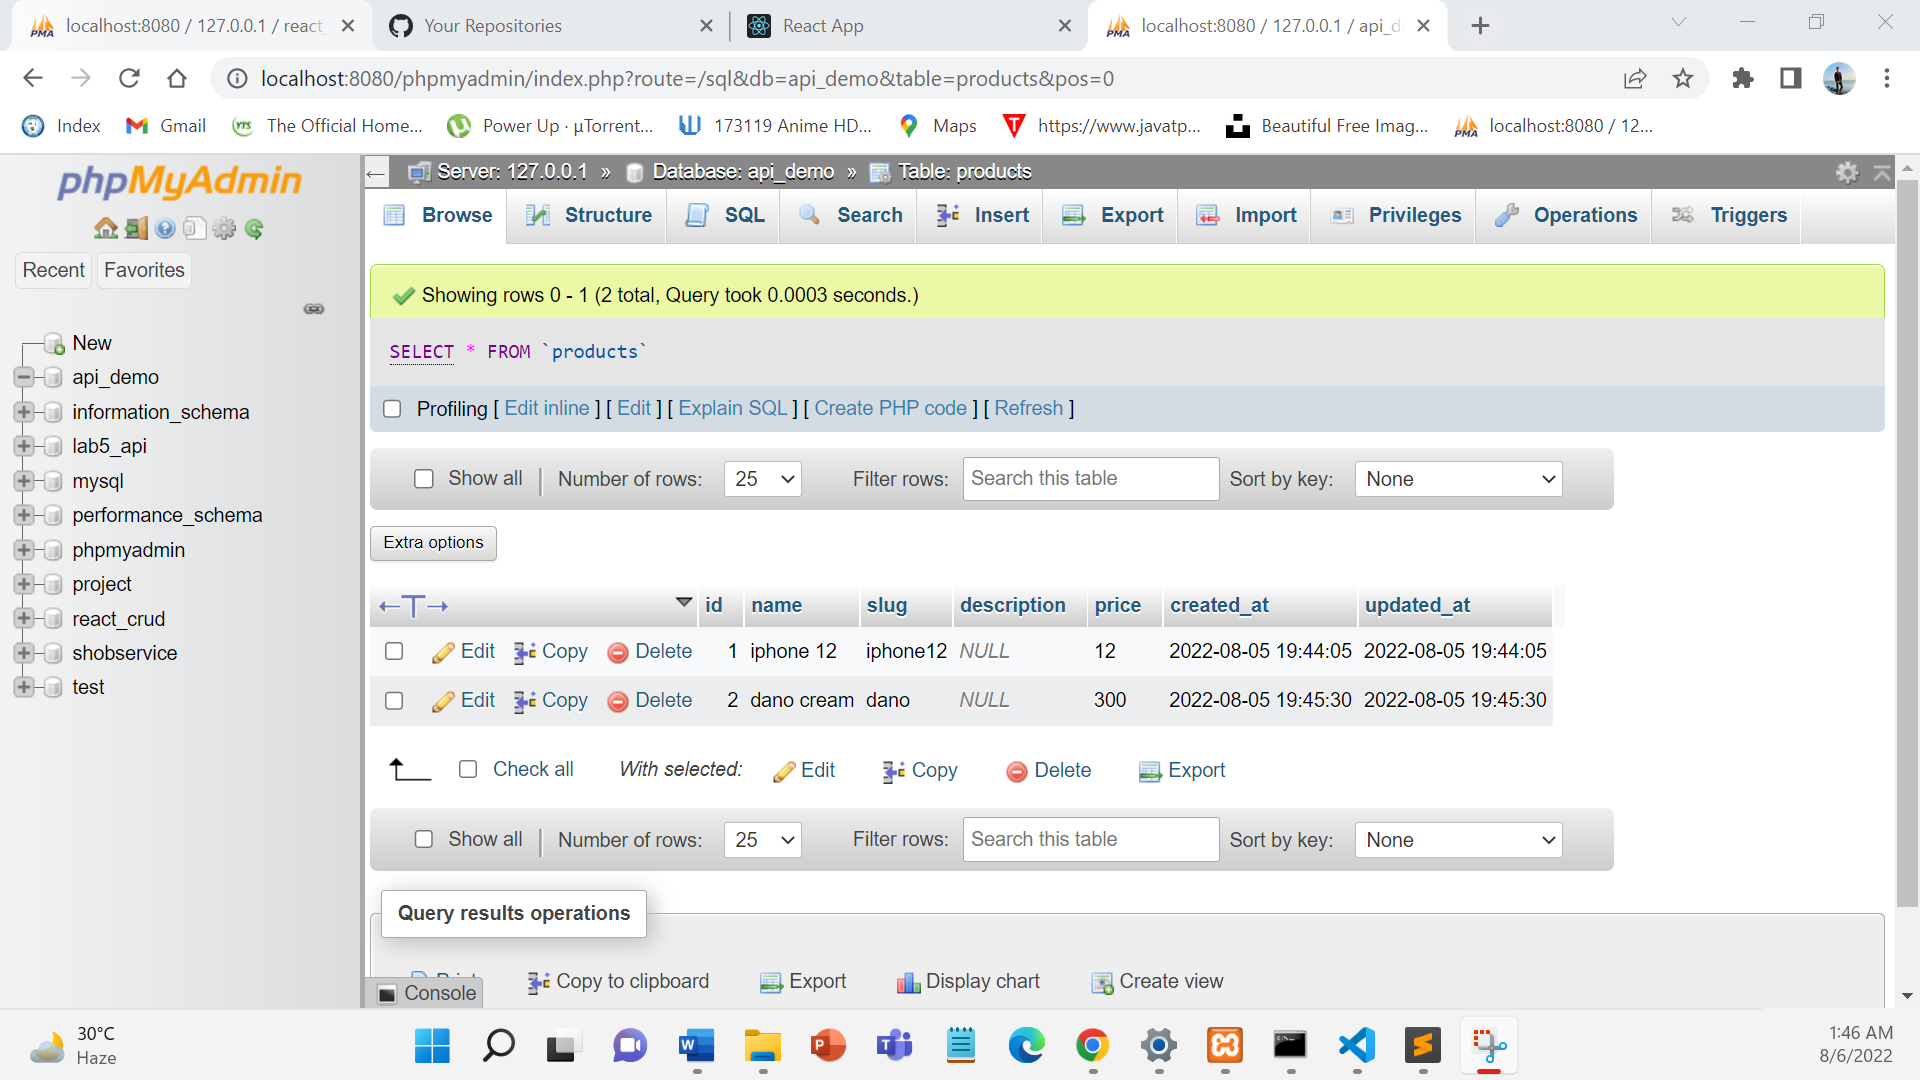 localhost:8080 / 127.0.0.1 / react_
Your Repositories
React App
localhost:8080 / 127.0.0.1 / api_d
localhost:8080/phpmyadmin/index.php?route=/sql&db=api_demo&table=products&pos=0
Index
Gmail
The Official Home...
Power Up · µTorrent...
173119 Anime HD...
Maps
https://www.javatp...
Beautiful Free Imag...
localhost:8080 / 12...
phpMyAdmin
Recent
Favorites
New
api_demo
information_schema
lab5_api
mysql
performance_schema
phpmyadmin
project
react_crud
shobservice
test
Server: 127.0.0.1 » Database: api_demo » Table: products
Browse
Structure
SQL
Search
Insert
Export
Import
Privileges
Operations
Triggers
Showing rows 0 - 1 (2 total, Query took 0.0003 seconds.)
SELECT * FROM `products`
Profiling [ Edit inline ] [ Edit ] [ Explain SQL ] [ Create PHP code ] [ Refresh ]
Show all | Number of rows: 25 Filter rows: Search this table Sort by key: None
Extra options
id name slug description price created_at updated_at
Edit Copy Delete 1 iphone 12 iphone12 NULL 12 2022-08-05 19:44:05 2022-08-05 19:44:05
Edit Copy Delete 2 dano cream dano NULL 300 2022-08-05 19:45:30 2022-08-05 19:45:30
Check all With selected: Edit Copy Delete Export
Show all | Number of rows: 25 Filter rows: Search this table Sort by key: None
Query results operations
Print Copy to clipboard Export Display chart Create view
Console
30°C
Haze
1:46 AM
8/6/2022